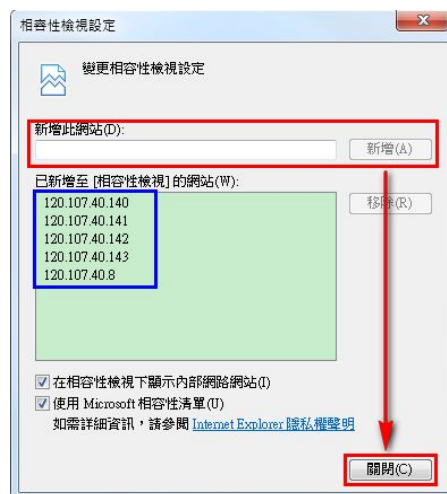 相容性檢視設定
變更相容性檢視設定
新增此網站(D):
新增(A)
已新增至 [相容性檢視] 的網站(W):
120.107.40.140
移除(R)
120.107.40.141
120.107.40.142
120.107.40.143
120.107.40.8
在相容性檢視下顯示內部網路網站(I)
使用 Microsoft 相容性清單(U)
如需詳細資訊，請參閱 Internet Explorer 隱私權聲明
關閉(C)